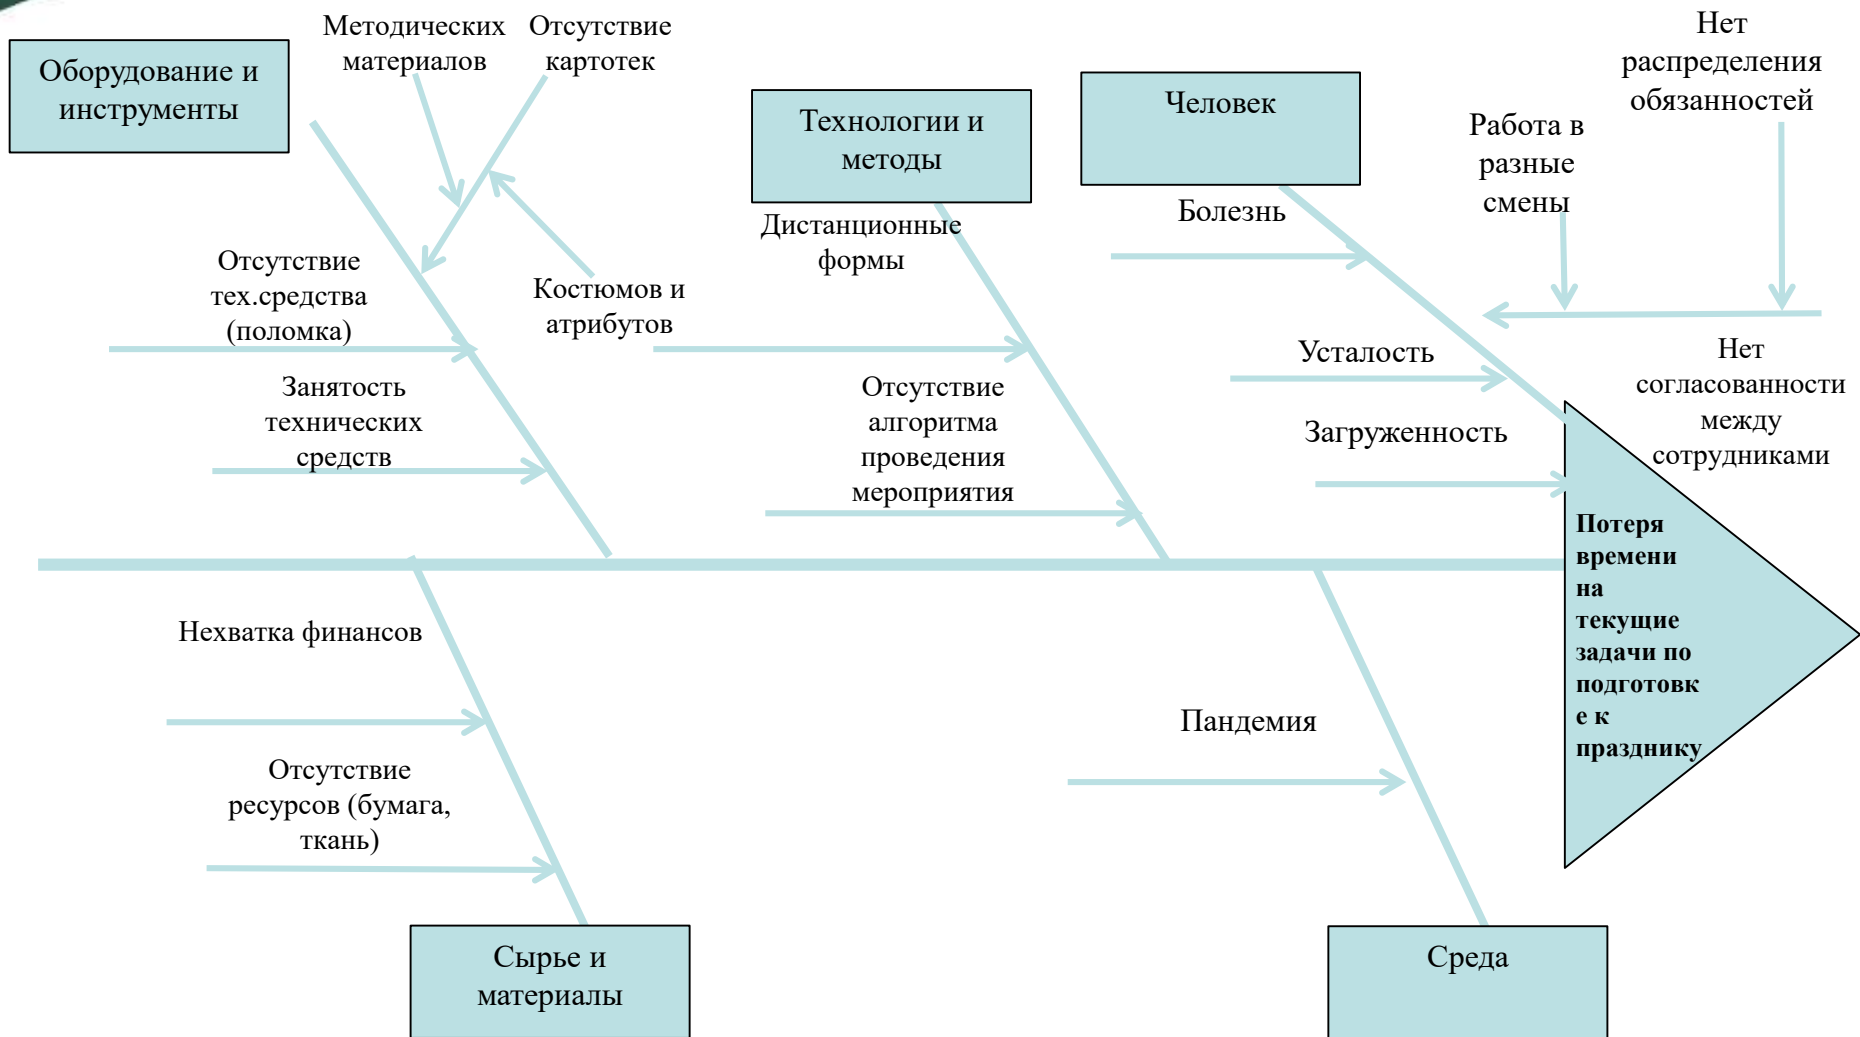 Методических
материалов
Отсутствие
картотек
Нет
распределения
обязанностей
Оборудование и
инструменты
Технологии и
методы
Человек
Работа в
разные
смены
Болезнь
Дистанционные
формы
Отсутствие
тех.средства
(поломка)
Костюмов и
атрибутов
Усталость
Нет
согласованности
между
сотрудниками
Занятость
технических
средств
Отсутствие
алгоритма
проведения
мероприятия
Загруженность
Потеря
времени
на
текущие
задачи по
подготовк
е к
празднику
Нехватка финансов
Пандемия
Отсутствие
ресурсов (бумага,
ткань)
Сырье и
материалы
Среда